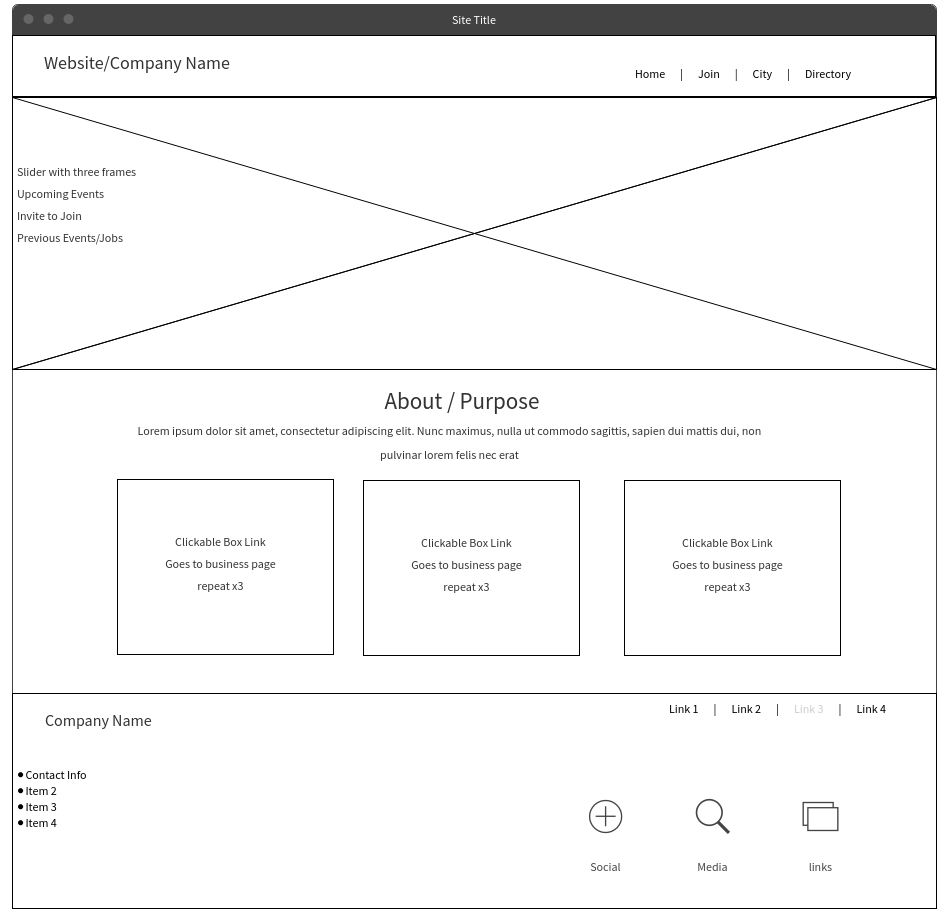 Site Title
Website/Company Name
Home | Join | City | Directory
Slider with three frames
Upcoming Events
Invite to Join
Previous Events/Jobs
About / Purpose
Lorem ipsum dolor sit amet, consectetur adipiscing elit. Nunc maximus, nulla ut commodo sagittis, sapien dui mattis dui, non
pulvinar lorem felis nec erat
Clickable Box Link
Goes to business page
repeat x3
Clickable Box Link
Goes to business page
repeat x3
Clickable Box Link
Goes to business page
repeat x3
Company Name
Link 1 | Link 2 | Link 3 | Link 4
● Contact Info
● Item 2
● Item 3
● Item 4
Social
Media
links